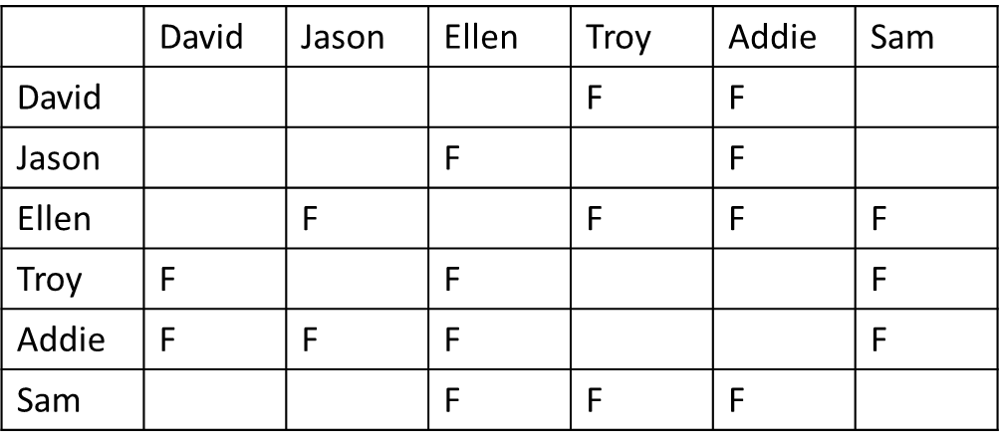 David Jason Ellen Troy Addie Sam
David F F
Jason F F
Ellen F F F F
Troy F F F
Addie F F F F
Sam F F F